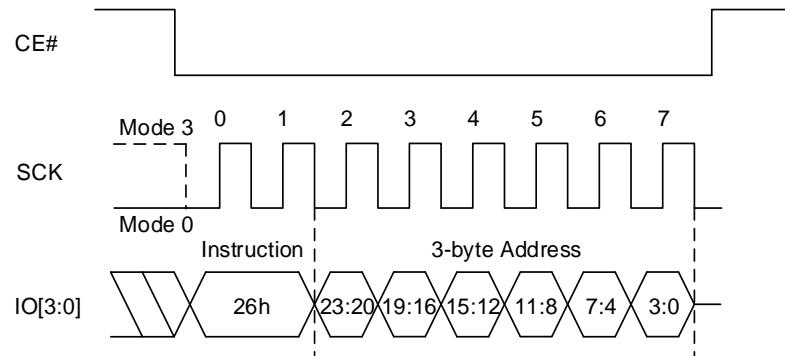 CE#
0 1 2 3 4 5 6 7
Mode 3
SCK
Mode 0
Instruction 3-byte Address
IO[3:0] 26h 23:20 19:16 15:12 11:8 7:4 3:0